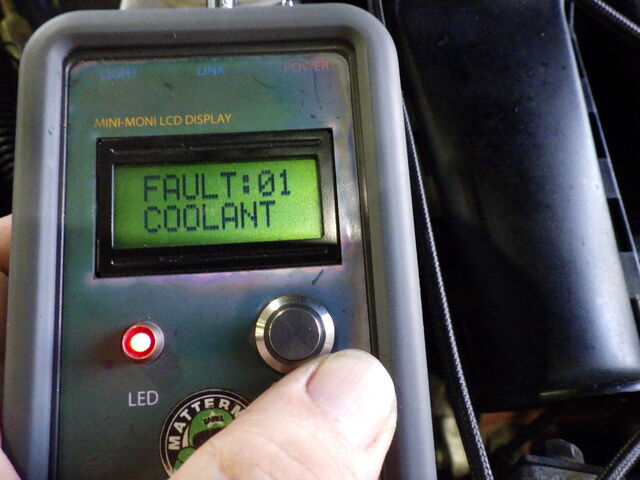 LIGHT LINK POWER
MINI-MONI LCD DISPLAY
FAULT:01
COOLANT
LED